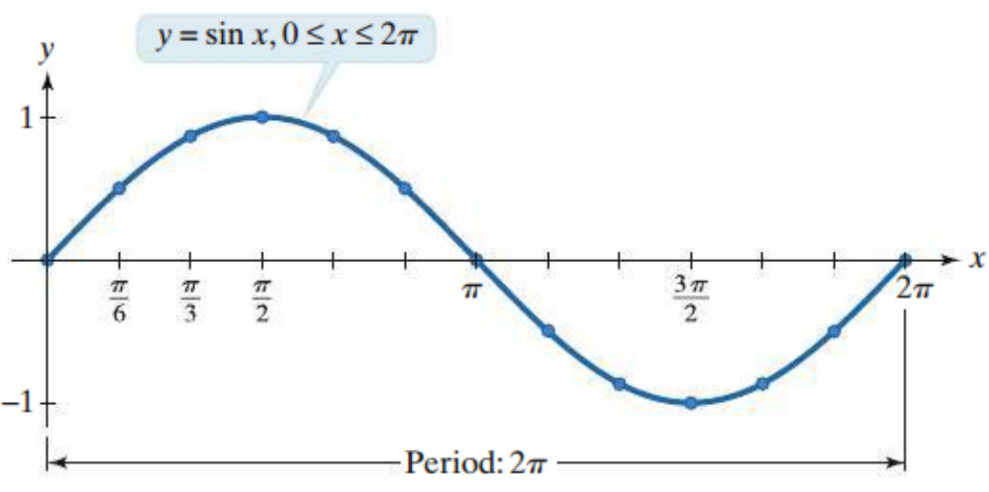 y = sin x, 0 ≤ x ≤ 2π
y
1
x
π/6
π/3
π/2
π
3π/2
2π
−1
Period: 2π